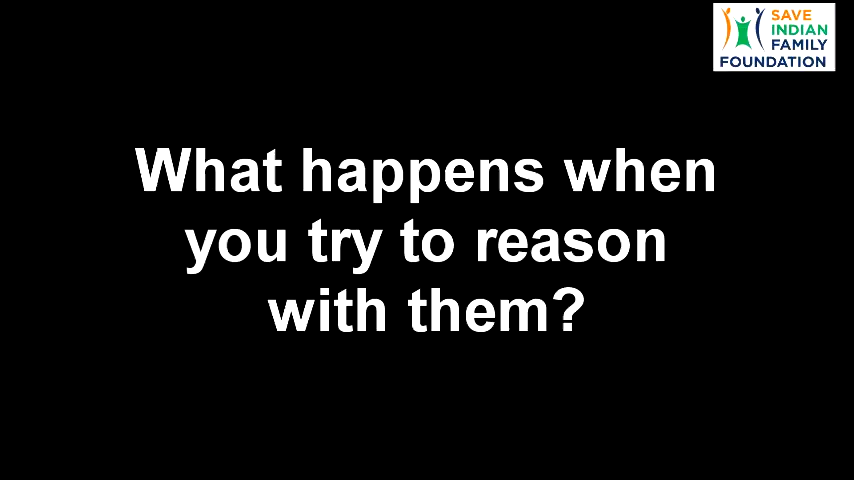 SAVE
INDIAN
FAMILY
FOUNDATION
What happens when
you try to reason
with them?